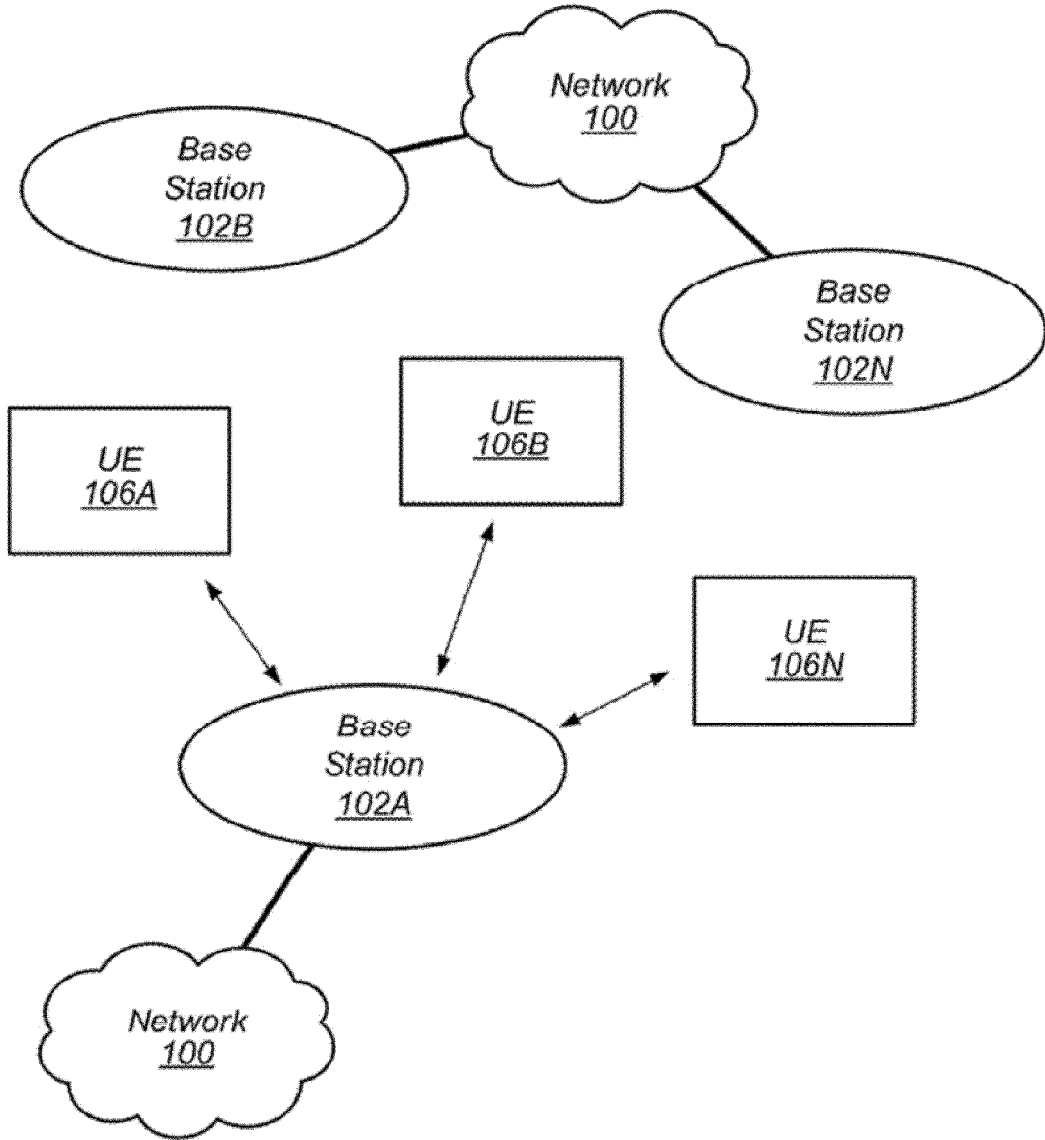 Network
100
Base
Station
102B
Base
Station
102N
UE
106B
UE
106A
UE
106N
Base
Station
102A
Network
100